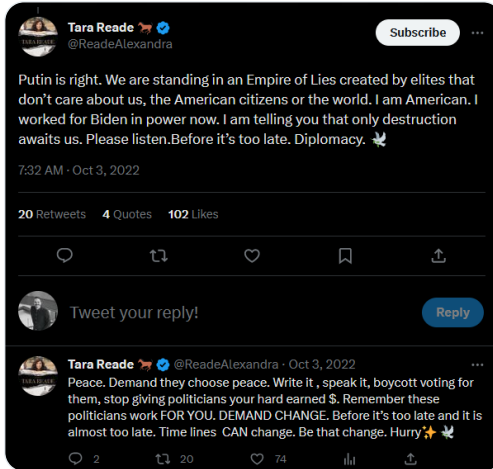 Tara Reade
@ReadeAlexandra
Subscribe
Putin is right. We are standing in an Empire of Lies created by elites that
don't care about us, the American citizens or the world. I am American. I
worked for Biden in power now. I am telling you that only destruction
awaits us. Please listen.Before it's too late. Diplomacy. 🕊️
7:32 AM · Oct 3, 2022
20 Retweets 4 Quotes 102 Likes
Tweet your reply!
Reply
Tara Reade 🐎 @ReadeAlexandra · Oct 3, 2022
Peace. Demand they choose peace. Write it , speak it, boycott voting for
them, stop giving politicians your hard earned $. Remember these
politicians work FOR YOU. DEMAND CHANGE. Before it's too late and it is
almost too late. Time lines CAN change. Be that change. Hurry✨ 🕊️
2 20 74